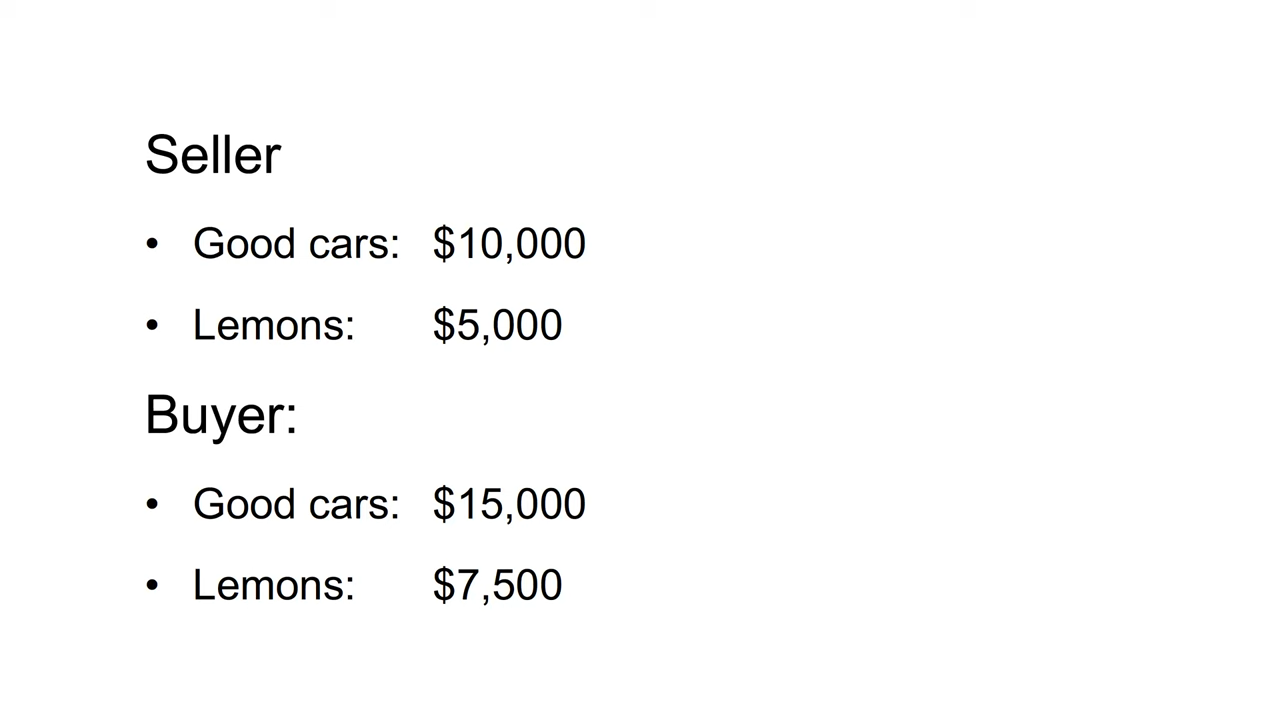 Seller
• Good cars: $10,000
• Lemons: $5,000
Buyer:
• Good cars: $15,000
• Lemons: $7,500